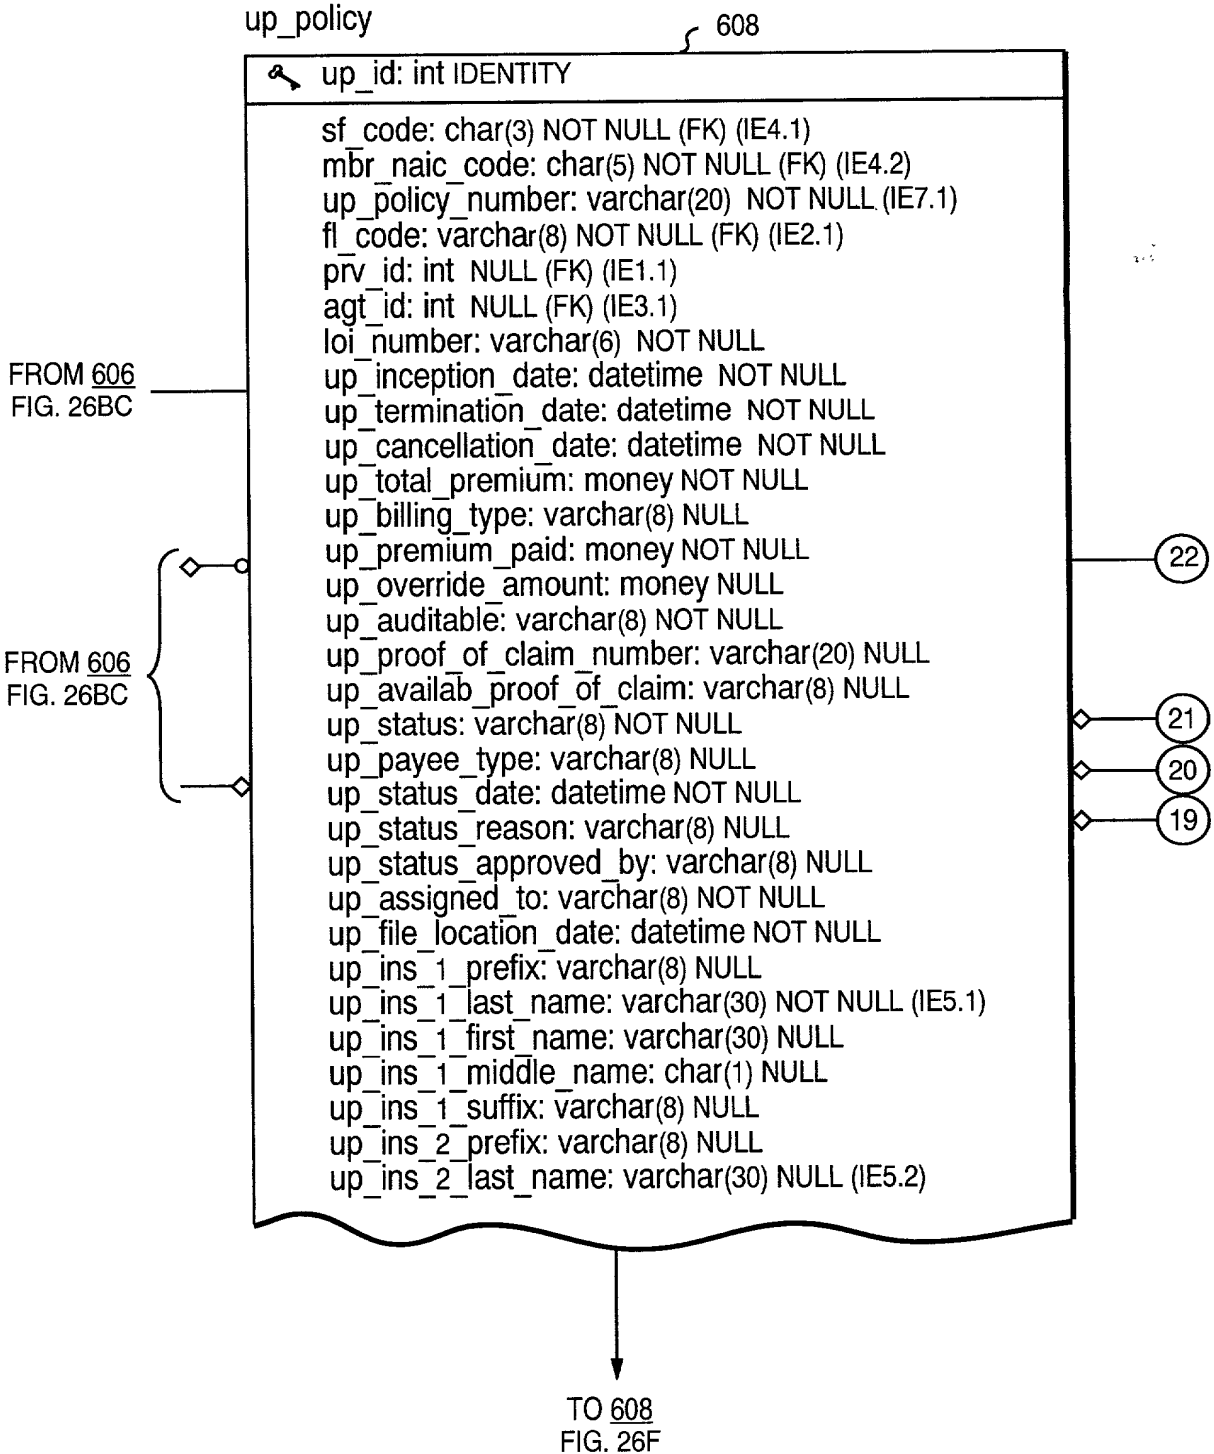 up_policy
608
up_id: int IDENTITY
sf_code: char(3) NOT NULL (FK) (IE4.1)
mbr_naic_code: char(5) NOT NULL (FK) (IE4.2)
up_policy_number: varchar(20) NOT NULL (IE7.1)
fl_code: varchar(8) NOT NULL (FK) (IE2.1)
prv_id: int NULL (FK) (IE1.1)
agt_id: int NULL (FK) (IE3.1)
loi_number: varchar(6) NOT NULL
up_inception_date: datetime NOT NULL
up_termination_date: datetime NOT NULL
up_cancellation_date: datetime NOT NULL
up_total_premium: money NOT NULL
up_billing_type: varchar(8) NULL
up_premium_paid: money NOT NULL
up_override_amount: money NULL
up_auditable: varchar(8) NOT NULL
up_proof_of_claim_number: varchar(20) NULL
up_availab_proof_of_claim: varchar(8) NULL
up_status: varchar(8) NOT NULL
up_payee_type: varchar(8) NULL
up_status_date: datetime NOT NULL
up_status_reason: varchar(8) NULL
up_status_approved_by: varchar(8) NULL
up_assigned_to: varchar(8) NOT NULL
up_file_location_date: datetime NOT NULL
up_ins_1_prefix: varchar(8) NULL
up_ins_1_last_name: varchar(30) NOT NULL (IE5.1)
up_ins_1_first_name: varchar(30) NULL
up_ins_1_middle_name: char(1) NULL
up_ins_1_suffix: varchar(8) NULL
up_ins_2_prefix: varchar(8) NULL
up_ins_2_last_name: varchar(30) NULL (IE5.2)
FROM 606
FIG. 26BC
FROM 606
FIG. 26BC
22
21
20
19
TO 608
FIG. 26F